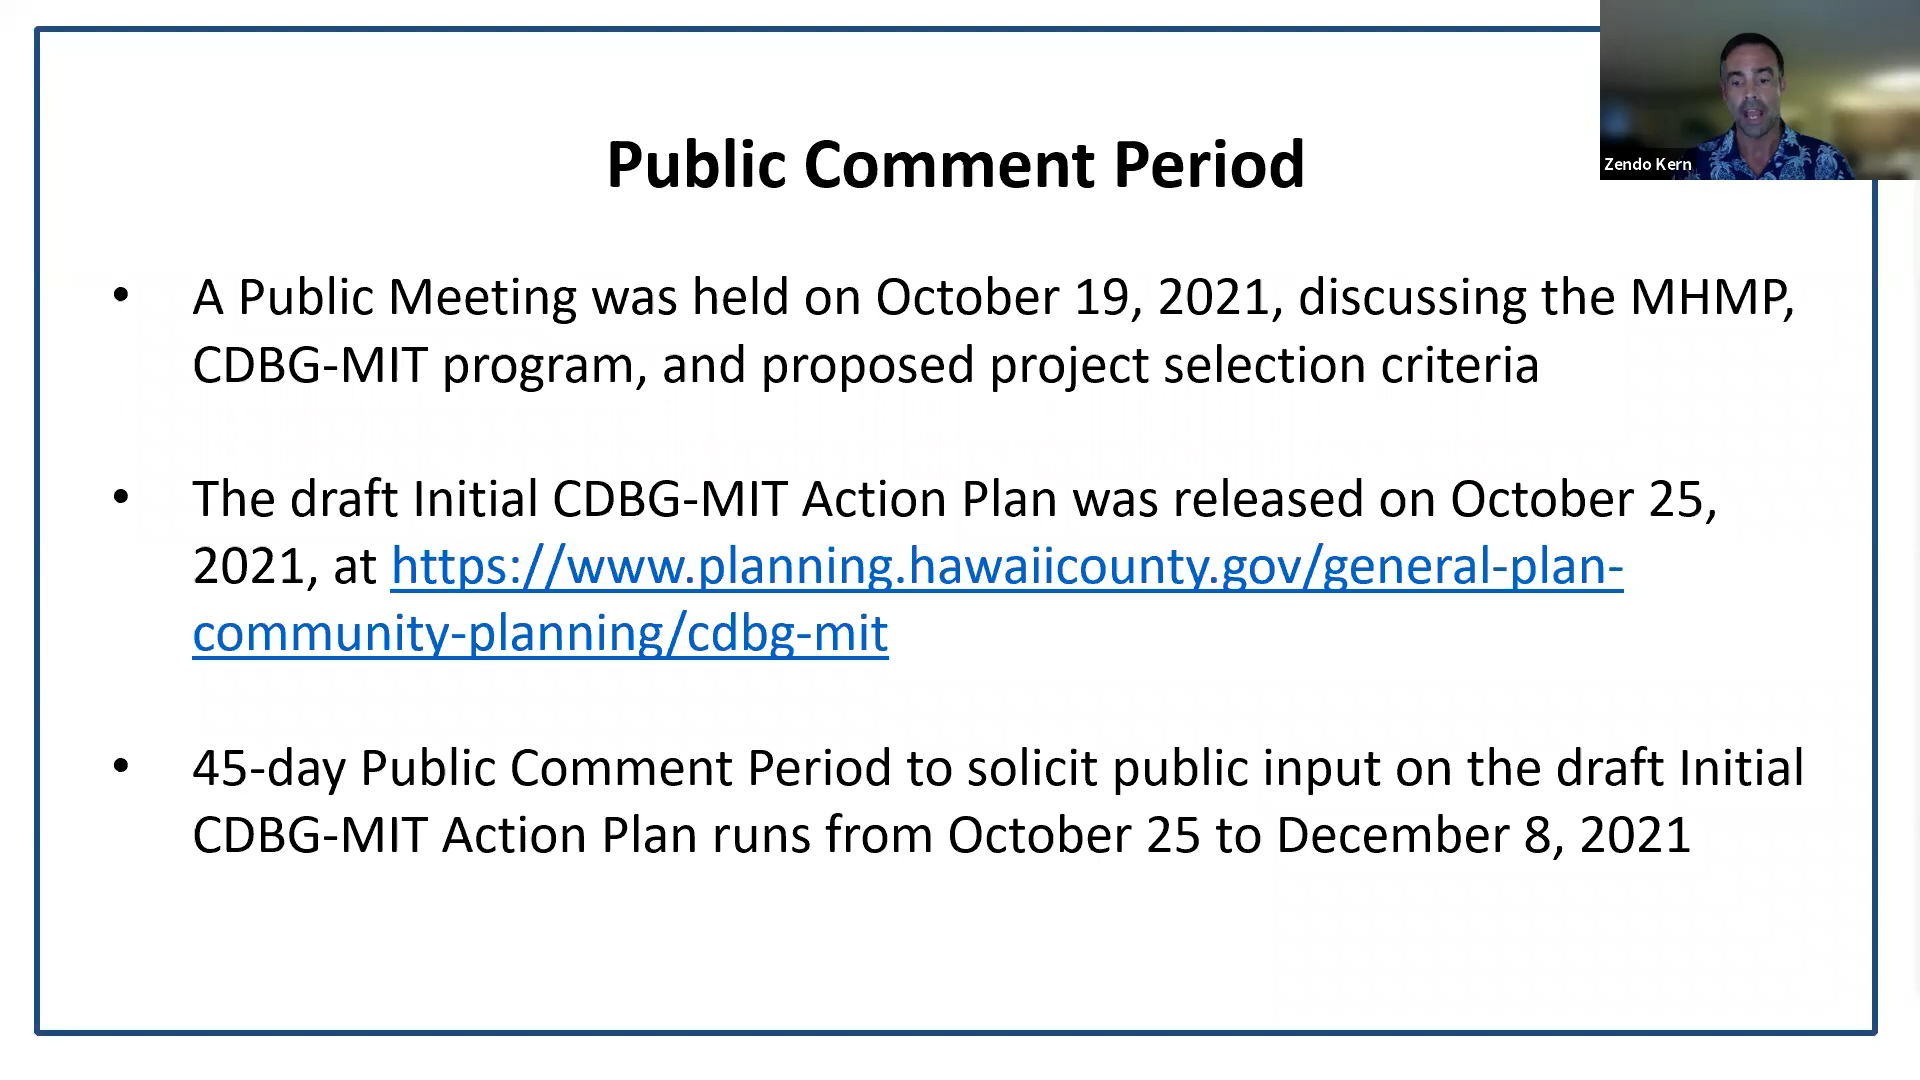 Public Comment Period
Zendo Kern
• A Public Meeting was held on October 19, 2021, discussing the MHMP,
CDBG-MIT program, and proposed project selection criteria
• The draft Initial CDBG-MIT Action Plan was released on October 25,
2021, at https://www.planning.hawaiicounty.gov/general-plan-
community-planning/cdbg-mit
• 45-day Public Comment Period to solicit public input on the draft Initial
CDBG-MIT Action Plan runs from October 25 to December 8, 2021